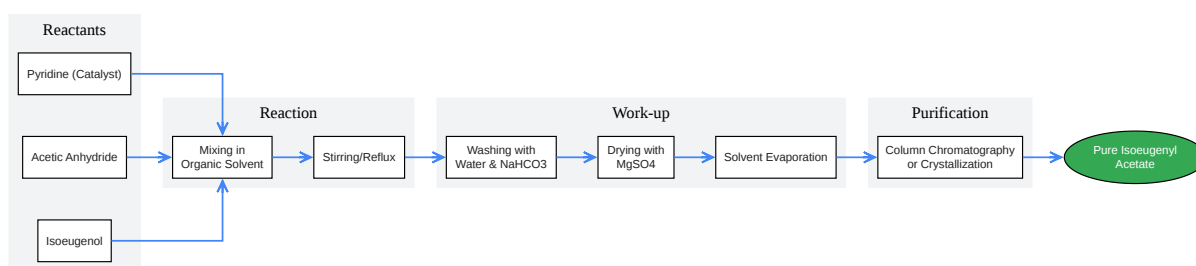 Reactants
Pyridine (Catalyst)
Acetic Anhydride
Isoeugenol
Reaction
Mixing in
Organic Solvent
Stirring/Reflux
Work-up
Washing with
Water & NaHCO3
Drying with
MgSO4
Solvent Evaporation
Purification
Column Chromatography
or Crystallization
Pure Isoeugenyl
Acetate